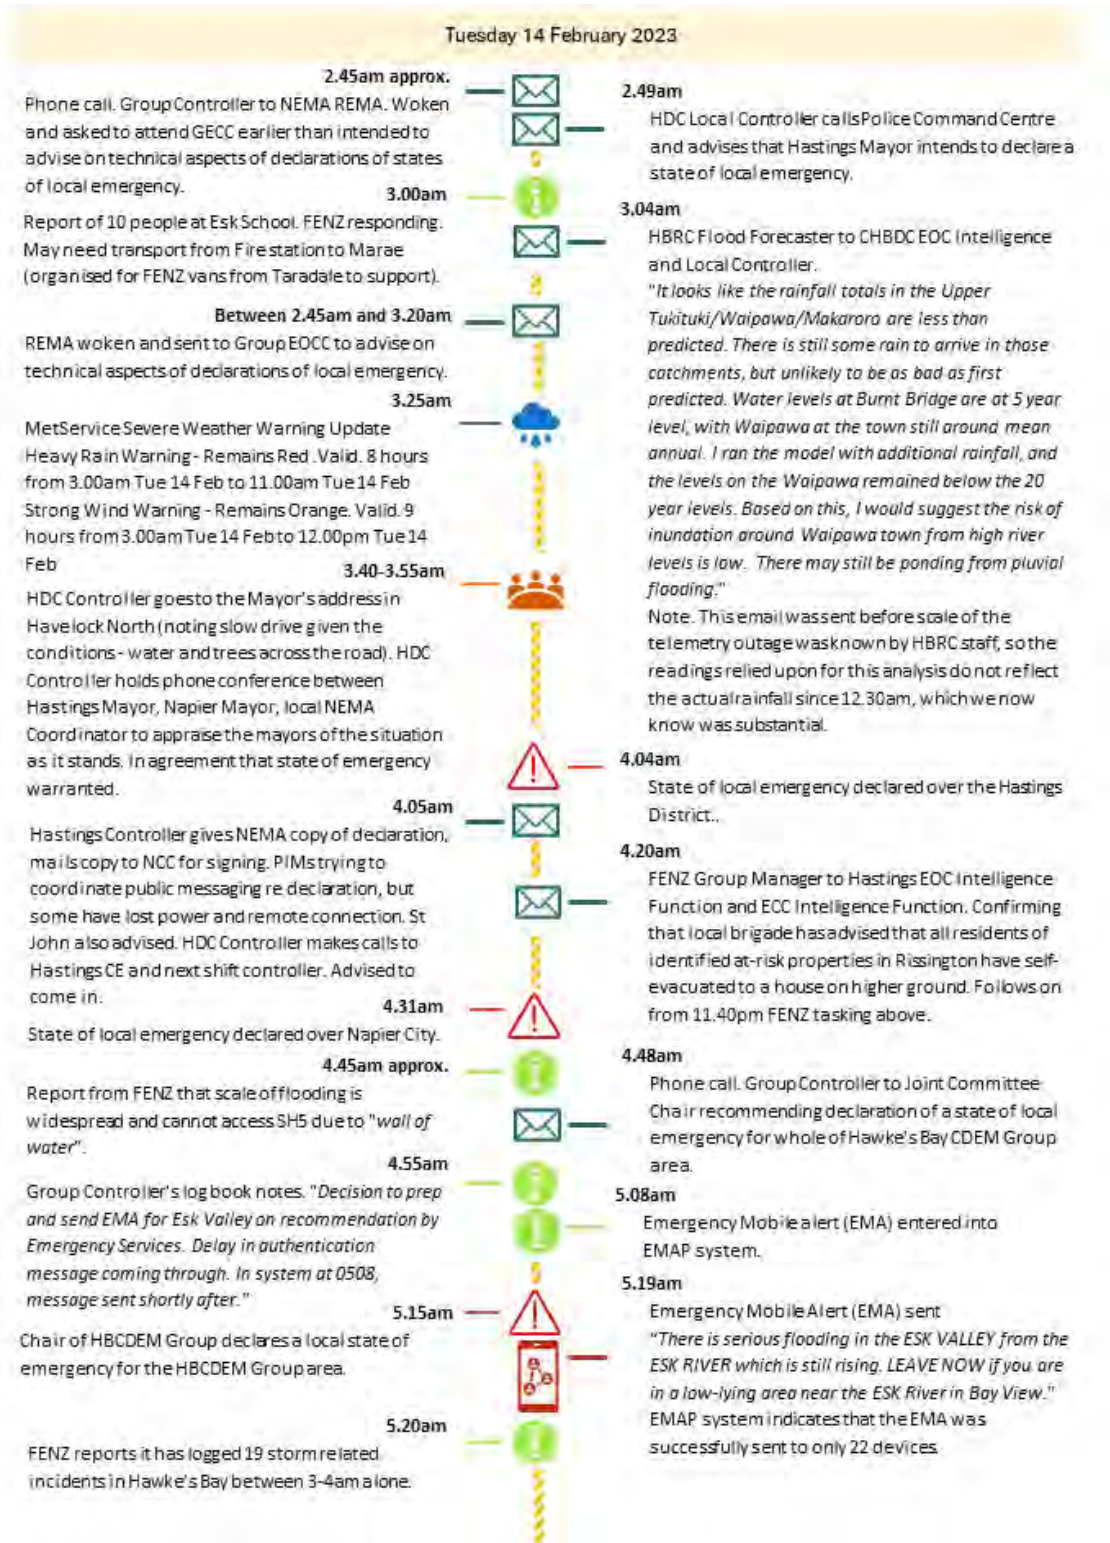 Tuesday 14 February 2023
2.45am approx.
Phone call. Group Controller to NEMA REMA. Woken
and asked to attend GECC earlier than intended to
advise on technical aspects of declarations of states
of local emergency.
2.49am
HDC Local Controller calls Police Command Centre
and advises that Hastings Mayor intends to declare a
state of local emergency.
3.00am
Report of 10 people at Esk School. FENZ responding.
May need transport from Fire station to Marae
(organised for FENZ vans from Taradale to support).
3.04am
HBRC Flood Forecaster to CHBDC EOC Intelligence
and Local Controller.
"It looks like the rainfall totals in the Upper
Tukituki/Waipawa/Makaroro are less than
predicted. There is still some rain to arrive in those
catchments, but unlikely to be as bad as first
predicted. Water levels at Burnt Bridge are at 5 year
level, with Waipawa at the town still around mean
annual. I ran the model with additional rainfall, and
the levels on the Waipawa remained below the 20
year levels. Based on this, I would suggest the risk of
inundation around Waipawa town from high river
levels is low. There may still be ponding from pluvial
flooding."
Note. This email was sent before scale of the
telemetry outage was known by HBRC staff, so the
readings relied upon for this analysis do not reflect
the actual rainfall since 12.30am, which we now
know was substantial.
Between 2.45am and 3.20am
REMA woken and sent to Group EOCC to advise on
technical aspects of declarations of local emergency.
3.25am
MetService Severe Weather Warning Update
Heavy Rain Warning - Remains Red . Valid. 8 hours
from 3.00am Tue 14 Feb to 11.00am Tue 14 Feb
Strong Wind Warning - Remains Orange. Valid. 9
hours from 3.00am Tue 14 Feb to 12.00pm Tue 14
Feb
3.40-3.55am
HDC Controller goes to the Mayor's address in
Havelock North (noting slow drive given the
conditions - water and trees across the road). HDC
Controller holds phone conference between
Hastings Mayor, Napier Mayor, local NEMA
Coordinator to appraise the mayors of the situation
as it stands. In agreement that state of emergency
warranted.
4.04am
State of local emergency declared over the Hastings
District..
4.05am
Hastings Controller gives NEMA copy of declaration,
mails copy to NCC for signing. PIMs trying to
coordinate public messaging re declaration, but
some have lost power and remote connection. St
John also advised. HDC Controller makes calls to
Hastings CE and next shift controller. Advised to
come in.
4.20am
FENZ Group Manager to Hastings EOC Intelligence
Function and ECC Intelligence Function. Confirming
that local brigade has advised that all residents of
identified at-risk properties in Rissington have self-
evacuated to a house on higher ground. Follows on
from 11.40pm FENZ tasking above.
4.31am
State of local emergency declared over Napier City.
4.45am approx.
Report from FENZ that scale of flooding is
widespread and cannot access SH5 due to "wall of
water".
4.48am
Phone call. Group Controller to Joint Committee
Chair recommending declaration of a state of local
emergency for whole of Hawke's Bay CDEM Group
area.
4.55am
Group Controller's log book notes. "Decision to prep
and send EMA for Esk Valley on recommendation by
Emergency Services. Delay in authentication
message coming through. In system at 0508,
message sent shortly after."
5.08am
Emergency Mobile alert (EMA) entered into
EMAP system.
5.15am
Chair of HBCDEM Group declares a local state of
emergency for the HBCDEM Group area.
5.19am
Emergency Mobile Alert (EMA) sent
"There is serious flooding in the ESK VALLEY from the
ESK RIVER which is still rising. LEAVE NOW if you are
in a low-lying area near the ESK River in Bay View."
EMAP system indicates that the EMA was
successfully sent to only 22 devices.
5.20am
FENZ reports it has logged 19 storm related
incidents in Hawke's Bay between 3-4am alone.